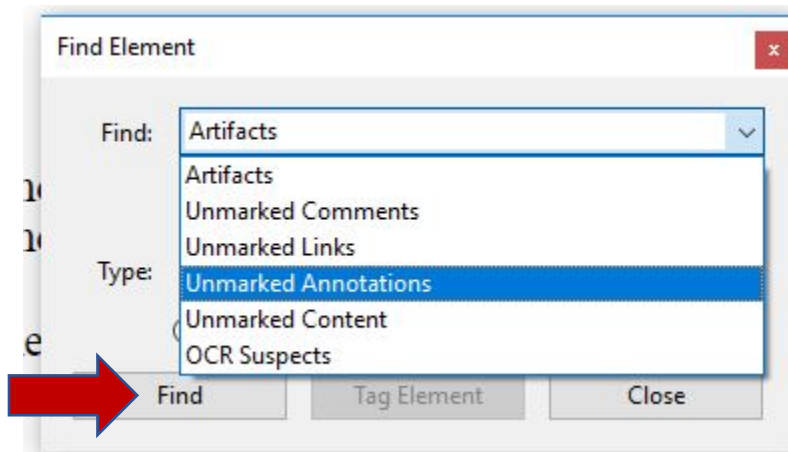 Find Element
x
Find: Artifacts
Artifacts
Unmarked Comments
Unmarked Links
Type:
Unmarked Annotations
Unmarked Content
OCR Suspects
Find Tag Element Close